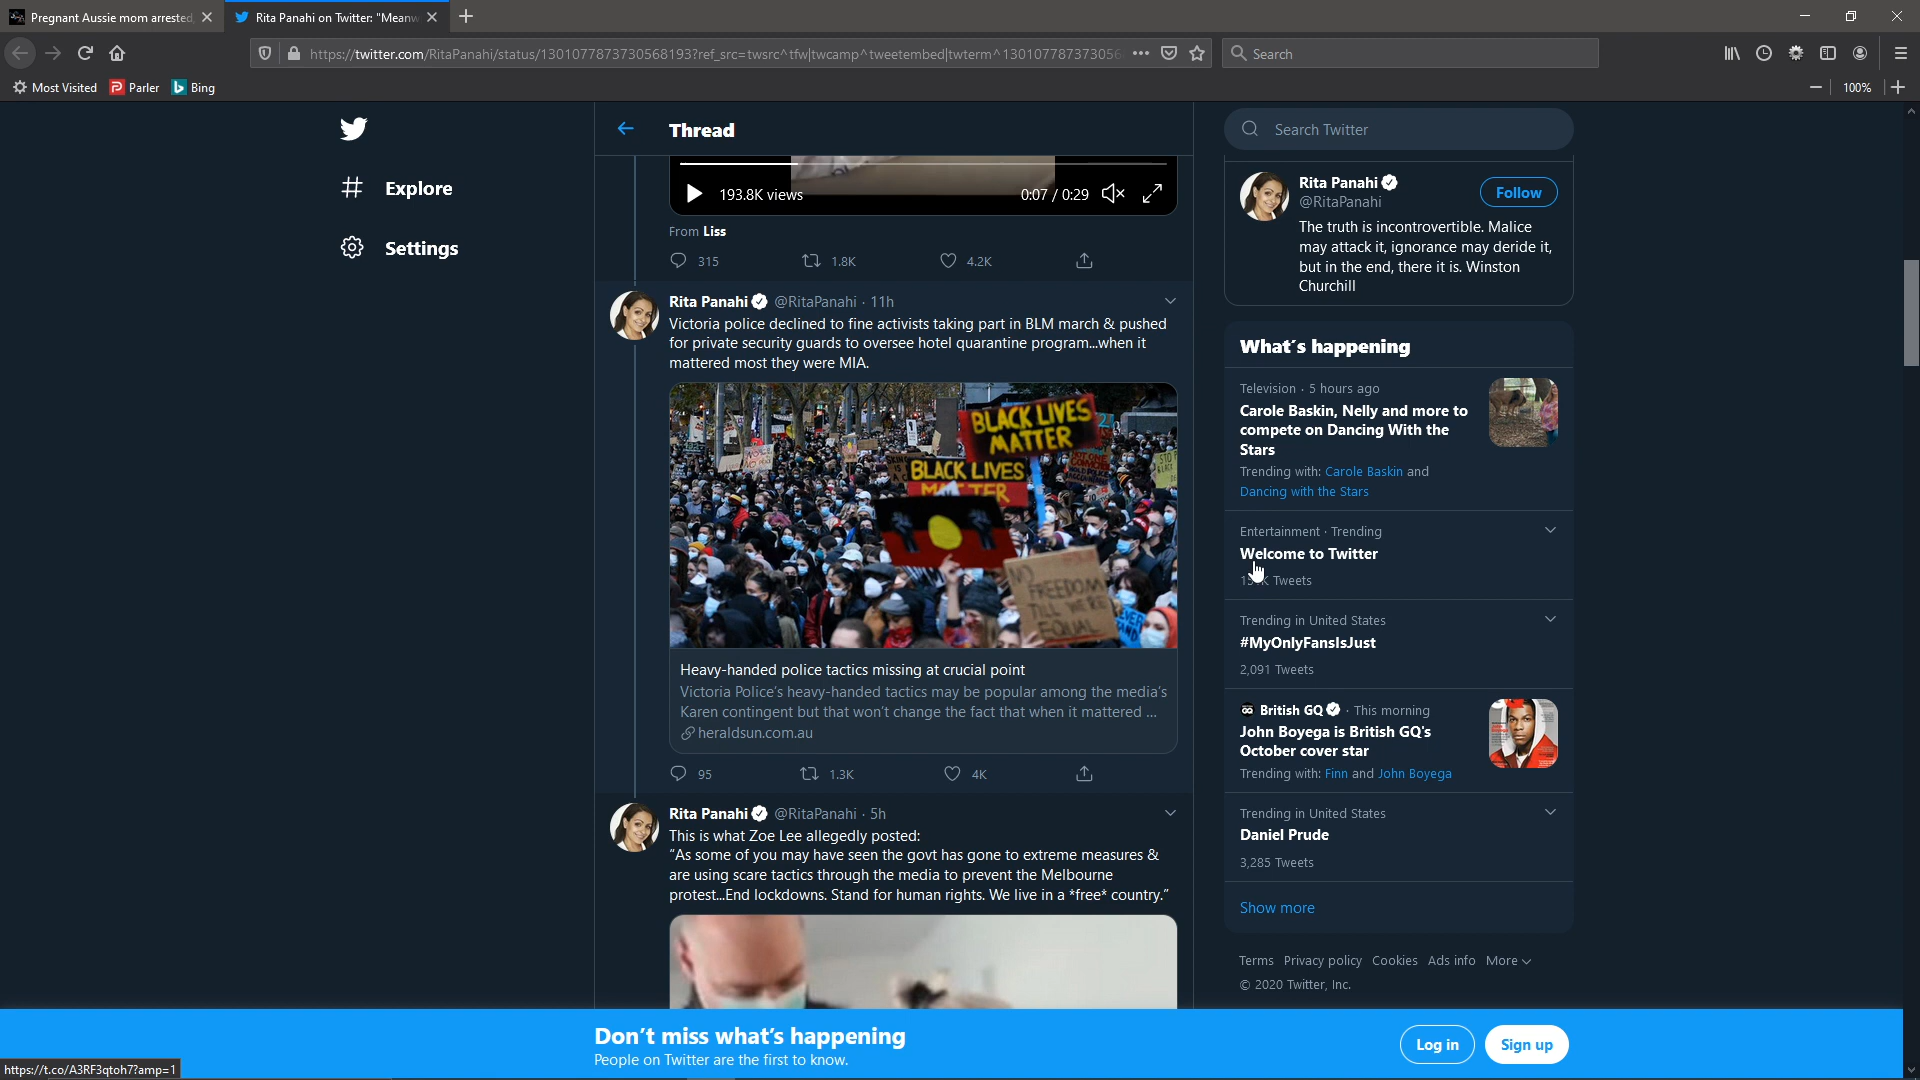 Pregnant Aussie mom arrested,
Rita Panahi on Twitter: "Meanw
https://twitter.com/RitaPanahi/status/1301077873730568193?ref_src=twsrc^tfw|twcamp^tweetembed|twterm^130107787373056
Search
Most Visited
Parler
Bing
100%
Explore
Settings
Thread
193.8K views
0:07 / 0:29
From Liss
315
1.8K
4.2K
Rita Panahi @RitaPanahi · 11h
Victoria police declined to fine activists taking part in BLM march & pushed
for private security guards to oversee hotel quarantine program...when it
mattered most they were MIA.
BLACK LIVES
MATTER
BLACK LIVES
MATTER
NO
FREEDOM
TILL WE'RE
EQUAL
Heavy-handed police tactics missing at crucial point
Victoria Police's heavy-handed tactics may be popular among the media's
Karen contingent but that won't change the fact that when it mattered ...
heraldsun.com.au
95
1.3K
4K
Rita Panahi @RitaPanahi · 5h
This is what Zoe Lee allegedly posted:
"As some of you may have seen the govt has gone to extreme measures &
are using scare tactics through the media to prevent the Melbourne
protest...End lockdowns. Stand for human rights. We live in a *free* country."
Search Twitter
Rita Panahi
@RitaPanahi
Follow
The truth is incontrovertible. Malice
may attack it, ignorance may deride it,
but in the end, there it is. Winston
Churchill
What's happening
Television · 5 hours ago
Carole Baskin, Nelly and more to
compete on Dancing With the
Stars
Trending with: Carole Baskin and
Dancing with the Stars
Entertainment · Trending
Welcome to Twitter
Tweets
Trending in United States
#MyOnlyFansIsJust
2,091 Tweets
British GQ · This morning
John Boyega is British GQ's
October cover star
Trending with: Finn and John Boyega
Trending in United States
Daniel Prude
3,285 Tweets
Show more
Terms Privacy policy Cookies Ads info More
© 2020 Twitter, Inc.
Don't miss what's happening
People on Twitter are the first to know.
Log in
Sign up
https://t.co/A3RF3qtoh7?amp=1